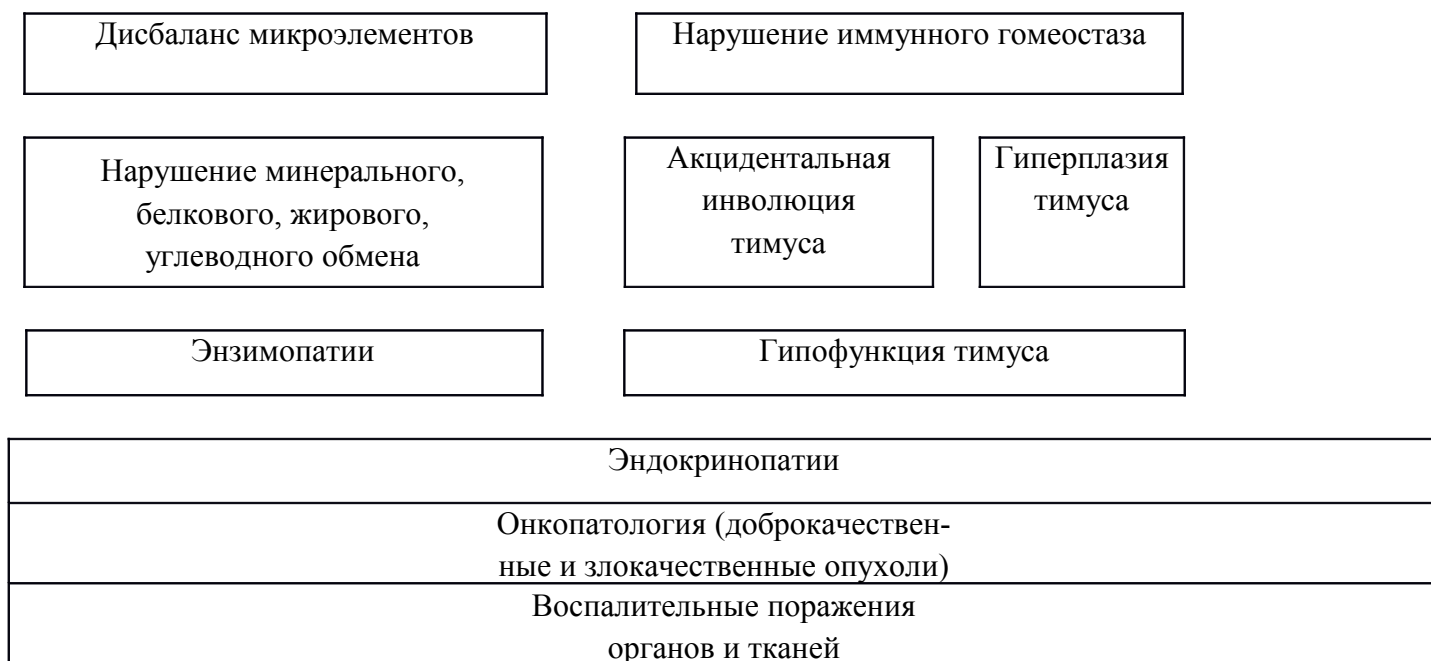 Дисбаланс микроэлементов
Нарушение иммунного гомеостаза
Нарушение минерального,
белкового, жирового,
углеводного обмена
Акцидентальная
инволюция
тимуса
Гиперплазия
тимуса
Энзимопатии
Гипофункция тимуса
Эндокринопатии
Онкопатология (доброкачествен-
ные и злокачественные опухоли)
Воспалительные поражения
органов и тканей